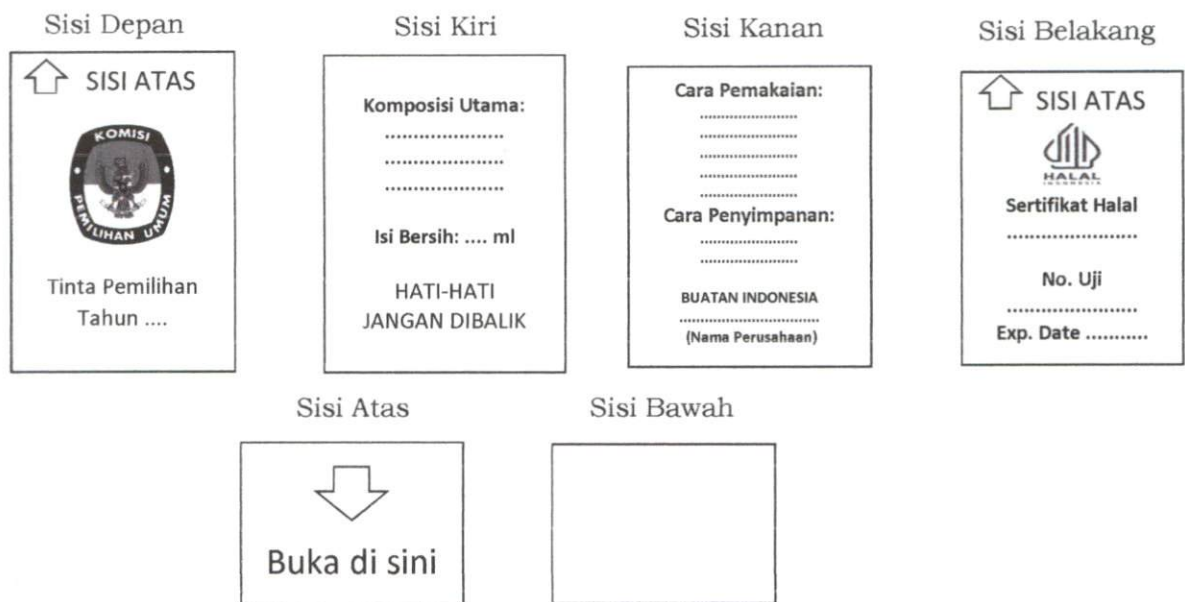 Sisi Depan
SISI ATAS
KOMISI
PEMILIHAN UMUM
Tinta Pemilihan
Tahun ....
Sisi Kiri
Komposisi Utama:
.....................
.....................
.....................
Isi Bersih: .... ml
HATI-HATI
JANGAN DIBALIK
Sisi Kanan
Cara Pemakaian:
.....................
.....................
.....................
.....................
.....................
Cara Penyimpanan:
.....................
.....................
BUATAN INDONESIA
..............................
(Nama Perusahaan)
Sisi Belakang
SISI ATAS
HALAL
INDONESIA
Sertifikat Halal
.......................
No. Uji
.......................
Exp. Date ...........
Sisi Atas
Buka di sini
Sisi Bawah